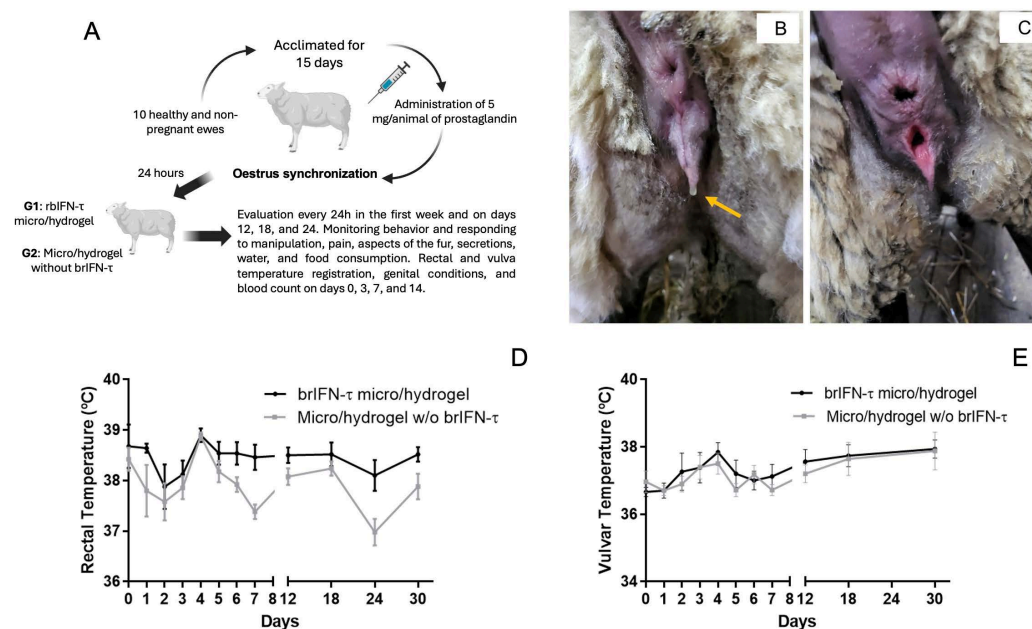 A
Acclimated for
15 days
10 healthy and non-
pregnant ewes
Administration of 5
mg/animal of prostaglandin
24 hours
Oestrus synchronization
G1: rbIFN-τ
micro/hydrogel
G2: Micro/hydrogel
without brIFN-τ
Evaluation every 24h in the first week and on days
12, 18, and 24. Monitoring behavior and responding
to manipulation, pain, aspects of the fur, secretions,
water, and food consumption. Rectal and vulva
temperature registration, genital conditions, and
blood count on days 0, 3, 7, and 14.
B
C
D
40
39
38
37
36
Rectal Temperature (ºC)
brIFN-τ micro/hydrogel
Micro/hydrogel w/o brIFN-τ
0 1 2 3 4 5 6 7 8 12 18 24 30
Days
E
40
38
36
34
Vulvar Temperature (ºC)
brIFN-τ micro/hydrogel
Micro/hydrogel w/o brIFN-τ
0 1 2 3 4 5 6 7 8 12 18 24 30
Days